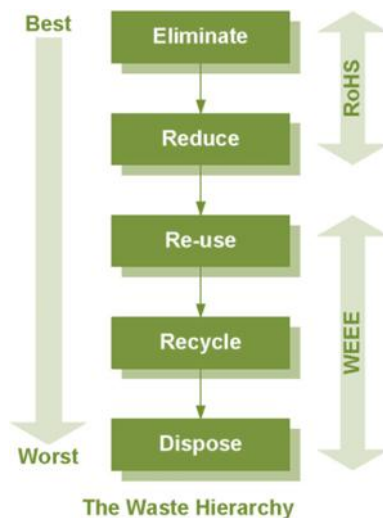 Best
Eliminate
RoHS
Reduce
Re-use
WEEE
Recycle
Dispose
Worst
The Waste Hierarchy